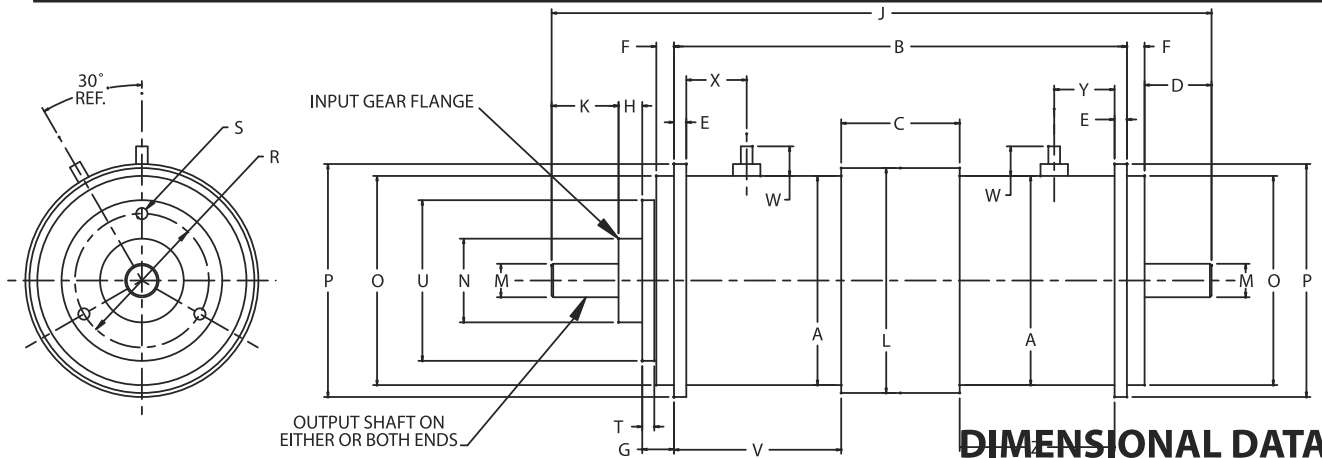 J
F
B
F
30°
REF.
X
Y
D
INPUT GEAR FLANGE
K
H
S
E
C
E
R
W
W
P
O
U
N
M
A
L
A
M
O
P
OUTPUT SHAFT ON
EITHER OR BOTH ENDS
T
G
V
Z
DIMENSIONAL DATA